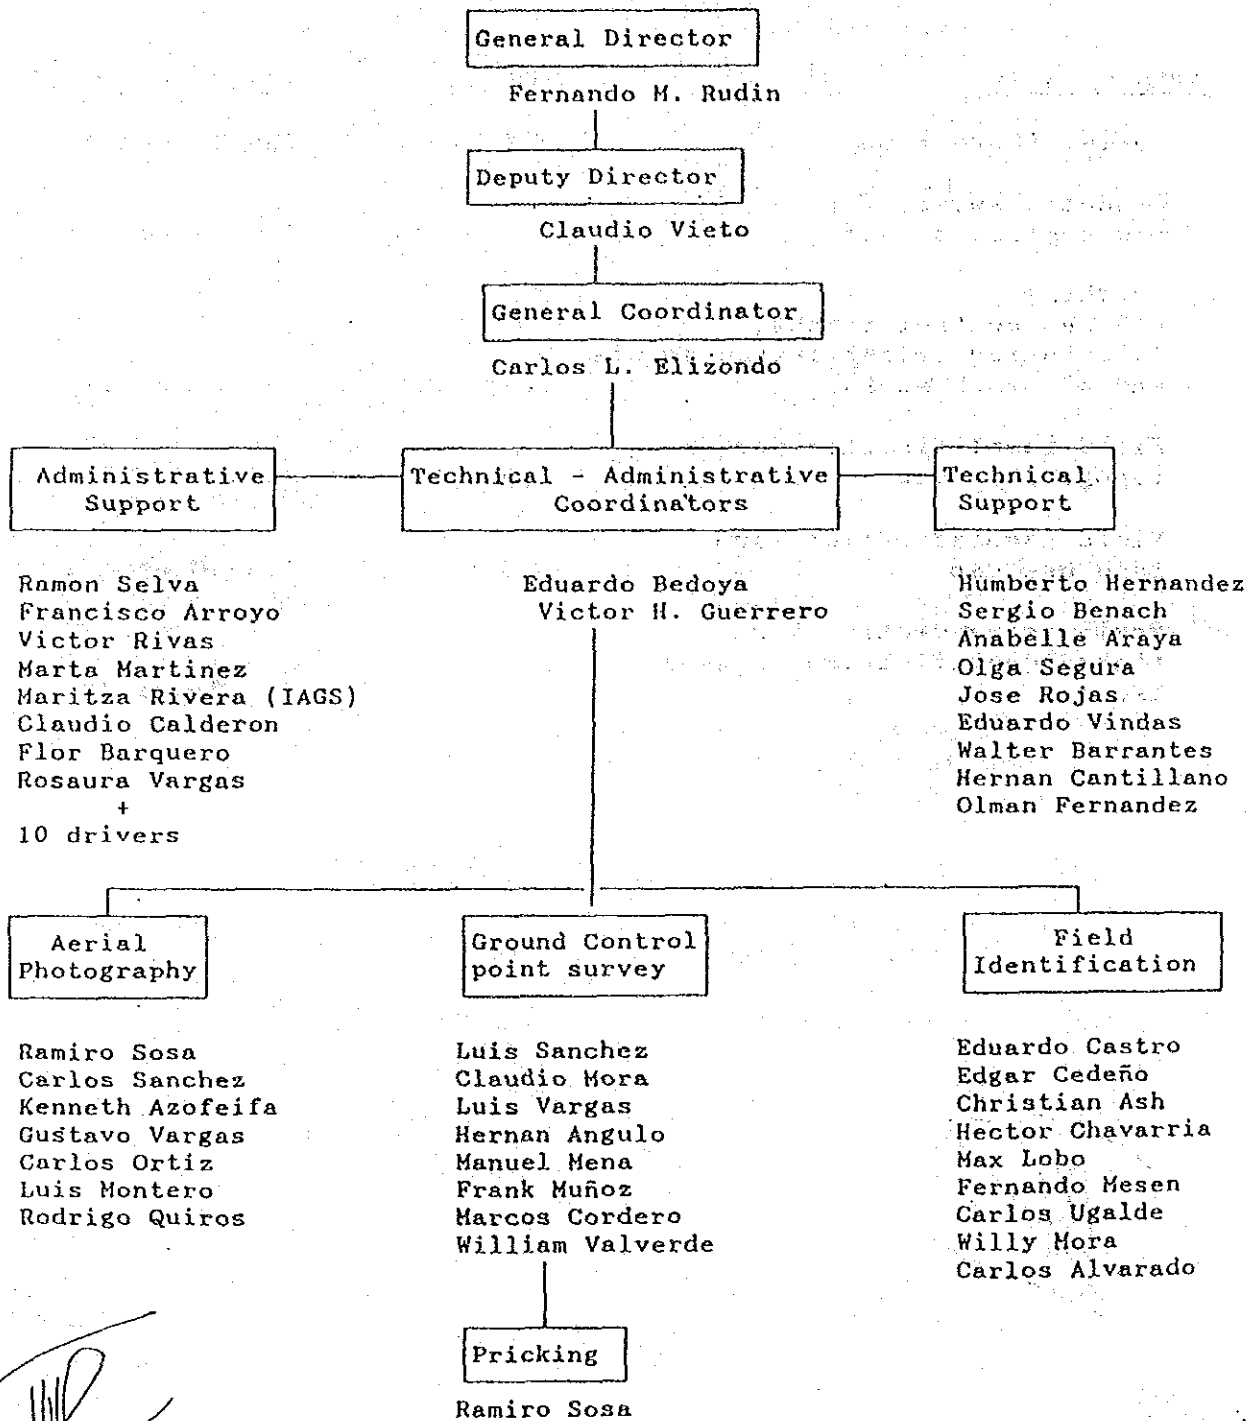 General Director
Fernando M. Rudin
Deputy Director
Claudio Vieto
General Coordinator
Carlos L. Elizondo
Administrative
Support
Technical - Administrative
Coordinators
Technical
Support
Ramon Selva
Francisco Arroyo
Victor Rivas
Marta Martinez
Maritza Rivera (IAGS)
Claudio Calderon
Flor Barquero
Rosaura Vargas
+
10 drivers
Eduardo Bedoya
Victor H. Guerrero
Humberto Hernandez
Sergio Benach
Anabelle Araya
Olga Segura
Jose Rojas
Eduardo Vindas
Walter Barrantes
Hernan Cantillano
Olman Fernandez
Aerial
Photography
Ground Control
point survey
Field
Identification
Ramiro Sosa
Carlos Sanchez
Kenneth Azofeifa
Gustavo Vargas
Carlos Ortiz
Luis Montero
Rodrigo Quiros
Luis Sanchez
Claudio Mora
Luis Vargas
Hernan Angulo
Manuel Mena
Frank Muñoz
Marcos Cordero
William Valverde
Eduardo Castro
Edgar Cedeño
Christian Ash
Hector Chavarria
Max Lobo
Fernando Mesen
Carlos Ugalde
Willy Mora
Carlos Alvarado
Pricking
Ramiro Sosa